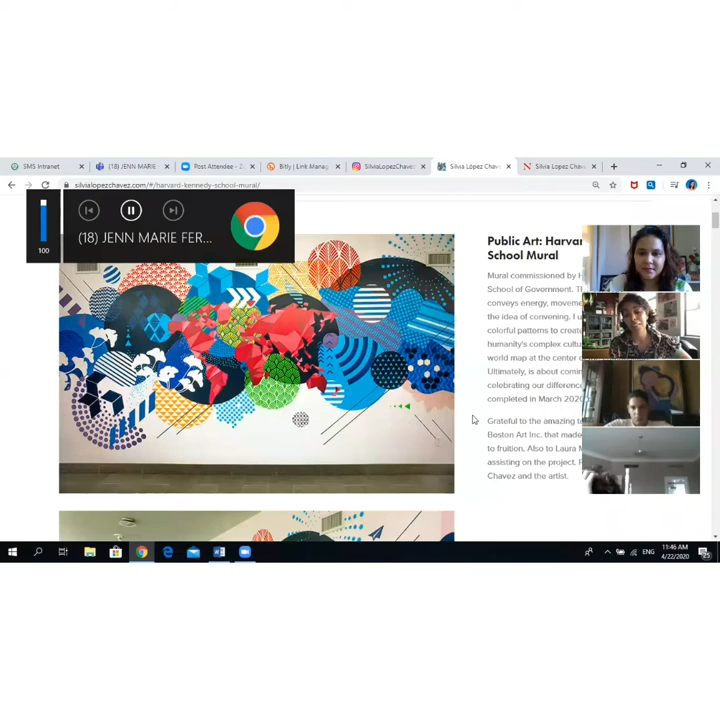 SMS Intranet
(18) JENN MARIE
Post Attendee - Z
Bitly | Link Manag
SilviaLopezChavez
Silvia López Chav
Silvia Lopez Chav
silvialopezchavez.com/#/harvard-kennedy-school-mural/
(18) JENN MARIE FER...
100
Public Art: Harvar
School Mural
Mural commissioned by H
School of Government. Th
conveys energy, moveme
the idea of convening. I u
colorful patterns to create
humanity's complex cultu
world map at the center o
Ultimately, is about comin
celebrating our difference
completed in March 2020
Grateful to the amazing t
Boston Art Inc. that made
to fruition. Also to Laura M
assisting on the project. P
Chavez and the artist.
ENG
11:46 AM
4/22/2020
25